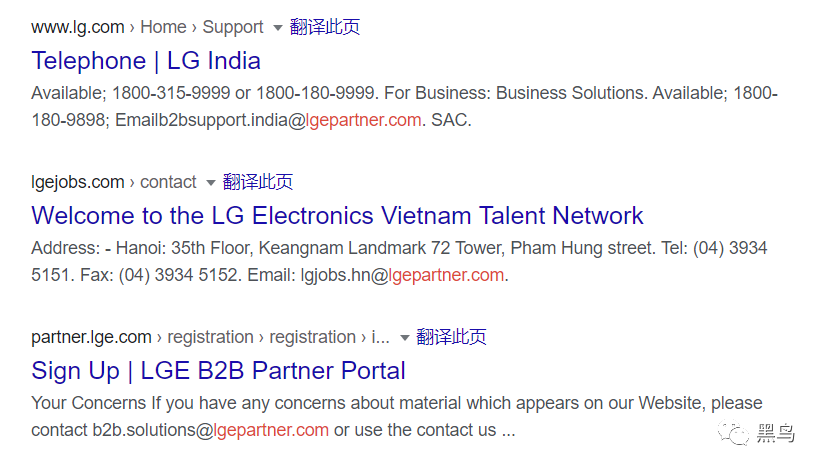 www.lg.com › Home › Support 翻译此页
Telephone | LG India
Available; 1800-315-9999 or 1800-180-9999. For Business: Business Solutions. Available; 1800-
180-9898; Emailb2bsupport.india@lgepartner.com. SAC.
lgejobs.com › contact 翻译此页
Welcome to the LG Electronics Vietnam Talent Network
Address: - Hanoi: 35th Floor, Keangnam Landmark 72 Tower, Pham Hung street. Tel: (04) 3934
5151. Fax: (04) 3934 5152. Email: lgjobs.hn@lgepartner.com.
partner.lge.com › registration › registration › i... 翻译此页
Sign Up | LGE B2B Partner Portal
Your Concerns If you have any concerns about material which appears on our Website, please
contact b2b.solutions@lgepartner.com or use the contact us ...
黑鸟